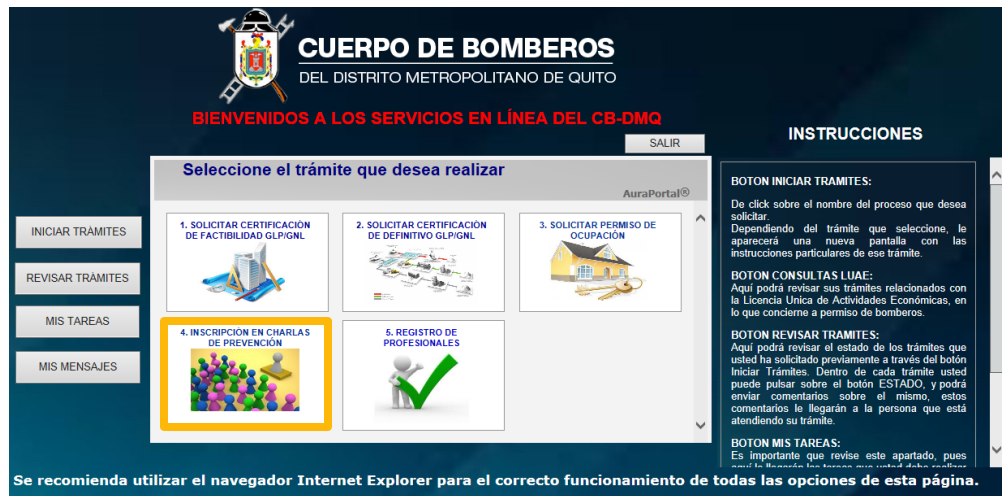 CUERPO DE BOMBEROS
DEL DISTRITO METROPOLITANO DE QUITO
BIENVENIDOS A LOS SERVICIOS EN LÍNEA DEL CB-DMQ
SALIR
INSTRUCCIONES
Seleccione el trámite que desea realizar
AuraPortal®
INICIAR TRÁMITES
REVISAR TRÁMITES
MIS TAREAS
MIS MENSAJES
1. SOLICITAR CERTIFICACIÓN
DE FACTIBILIDAD GLP/GNL
2. SOLICITAR CERTIFICACIÓN
DE DEFINITIVO GLP/GNL
3. SOLICITAR PERMISO DE
OCUPACIÓN
4. INSCRIPCIÓN EN CHARLAS
DE PREVENCIÓN
5. REGISTRO DE
PROFESIONALES
BOTON INICIAR TRAMITES:
De click sobre el nombre del proceso que desea
solicitar.
Dependiendo del trámite que seleccione, le
aparecerá una nueva pantalla con las
instrucciones particulares de ese trámite.
BOTON CONSULTAS LUAE:
Aquí podrá revisar sus trámites relacionados con
la Licencia Unica de Actividades Económicas, en
lo que concierne a permiso de bomberos.
BOTON REVISAR TRAMITES:
Aquí podrá revisar el estado de los trámites que
usted ha solicitado previamente a través del botón
Iniciar Trámites. Dentro de cada trámite usted
puede pulsar sobre el botón ESTADO, y podrá
enviar comentarios sobre el mismo, estos
comentarios le llegarán a la persona que está
atendiendo su trámite.
BOTON MIS TAREAS:
Es importante que revise este apartado, pues
aquí le llegarán las tareas que usted debe realizar
Se recomienda utilizar el navegador Internet Explorer para el correcto funcionamiento de todas las opciones de esta página.